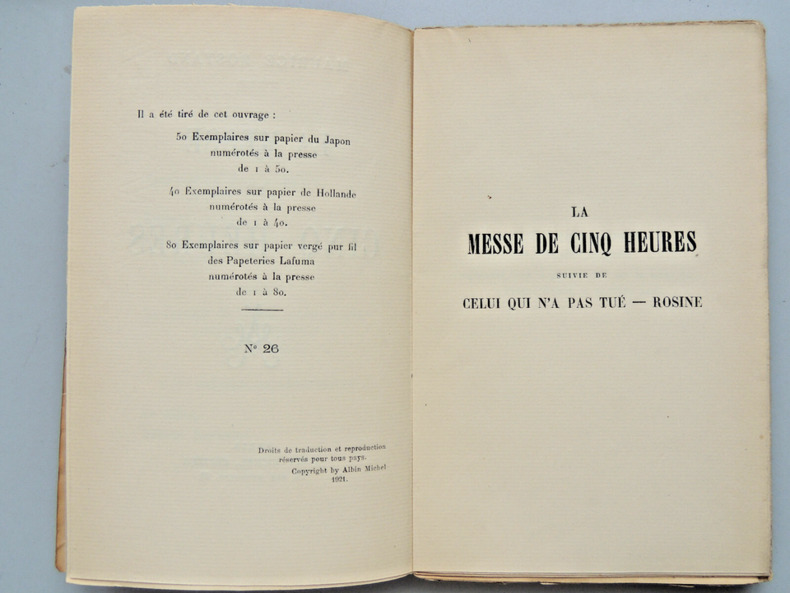 Il a été tiré de cet ouvrage :
50 Exemplaires sur papier du Japon
numérotés à la presse
de 1 à 50.
40 Exemplaires sur papier de Hollande
numérotés à la presse
de 1 à 40.
80 Exemplaires sur papier vergé pur fil
des Papeteries Lafuma
numérotés à la presse
de 1 à 80.
N° 26
Droits de traduction et reproduction
réservés pour tous pays.
Copyright by Albin Michel
1921.
LA
MESSE DE CINQ HEURES
SUIVIE DE
CELUI QUI N'A PAS TUÉ — ROSINE